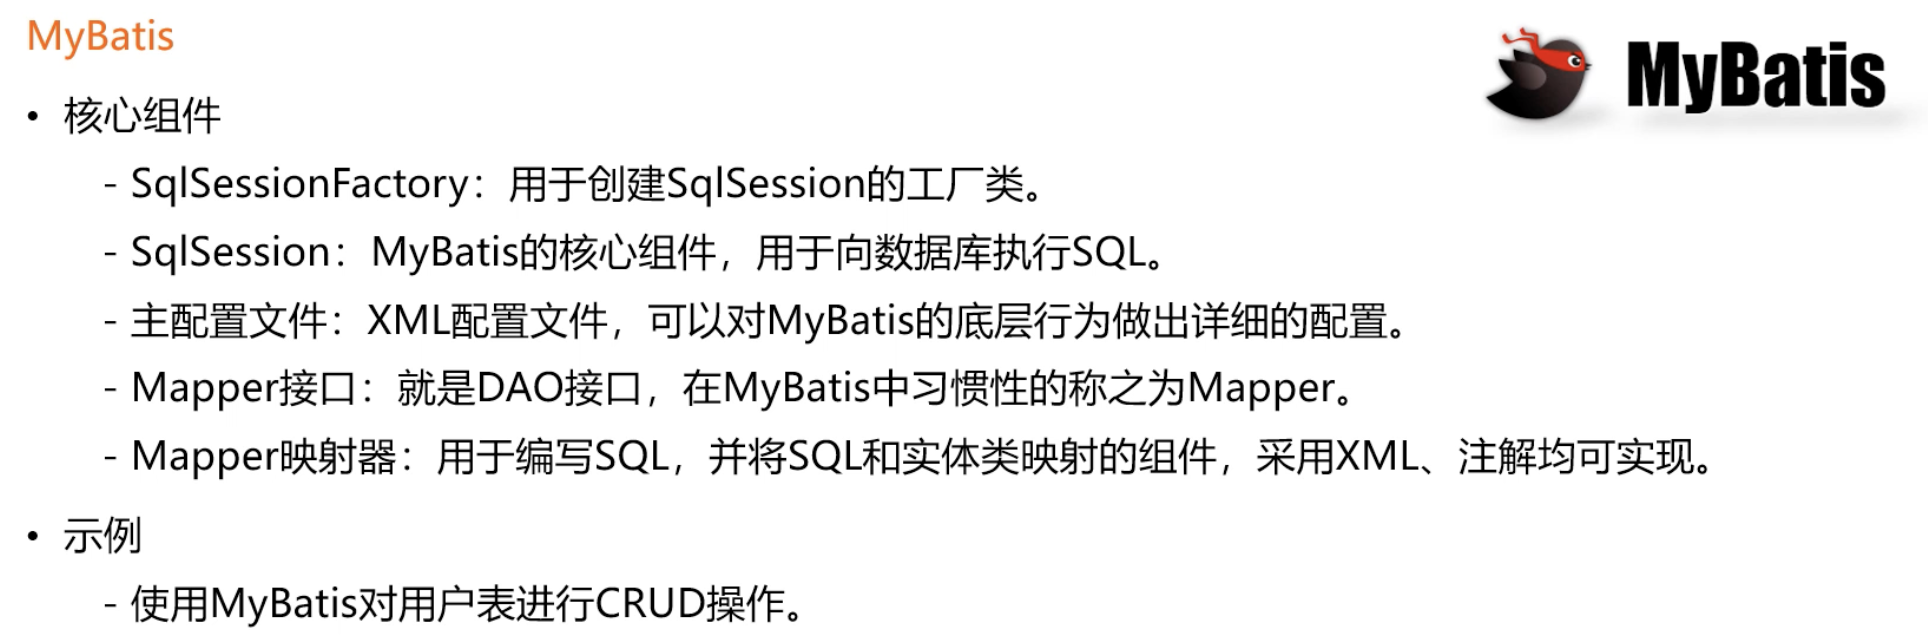 MyBatis
MyBatis
• 核心组件
- SqlSessionFactory：用于创建SqlSession的工厂类。
- SqlSession：MyBatis的核心组件，用于向数据库执行SQL。
- 主配置文件：XML配置文件，可以对MyBatis的底层行为做出详细的配置。
- Mapper接口：就是DAO接口，在MyBatis中习惯性的称之为Mapper。
- Mapper映射器：用于编写SQL，并将SQL和实体类映射的组件，采用XML、注解均可实现。
• 示例
- 使用MyBatis对用户表进行CRUD操作。